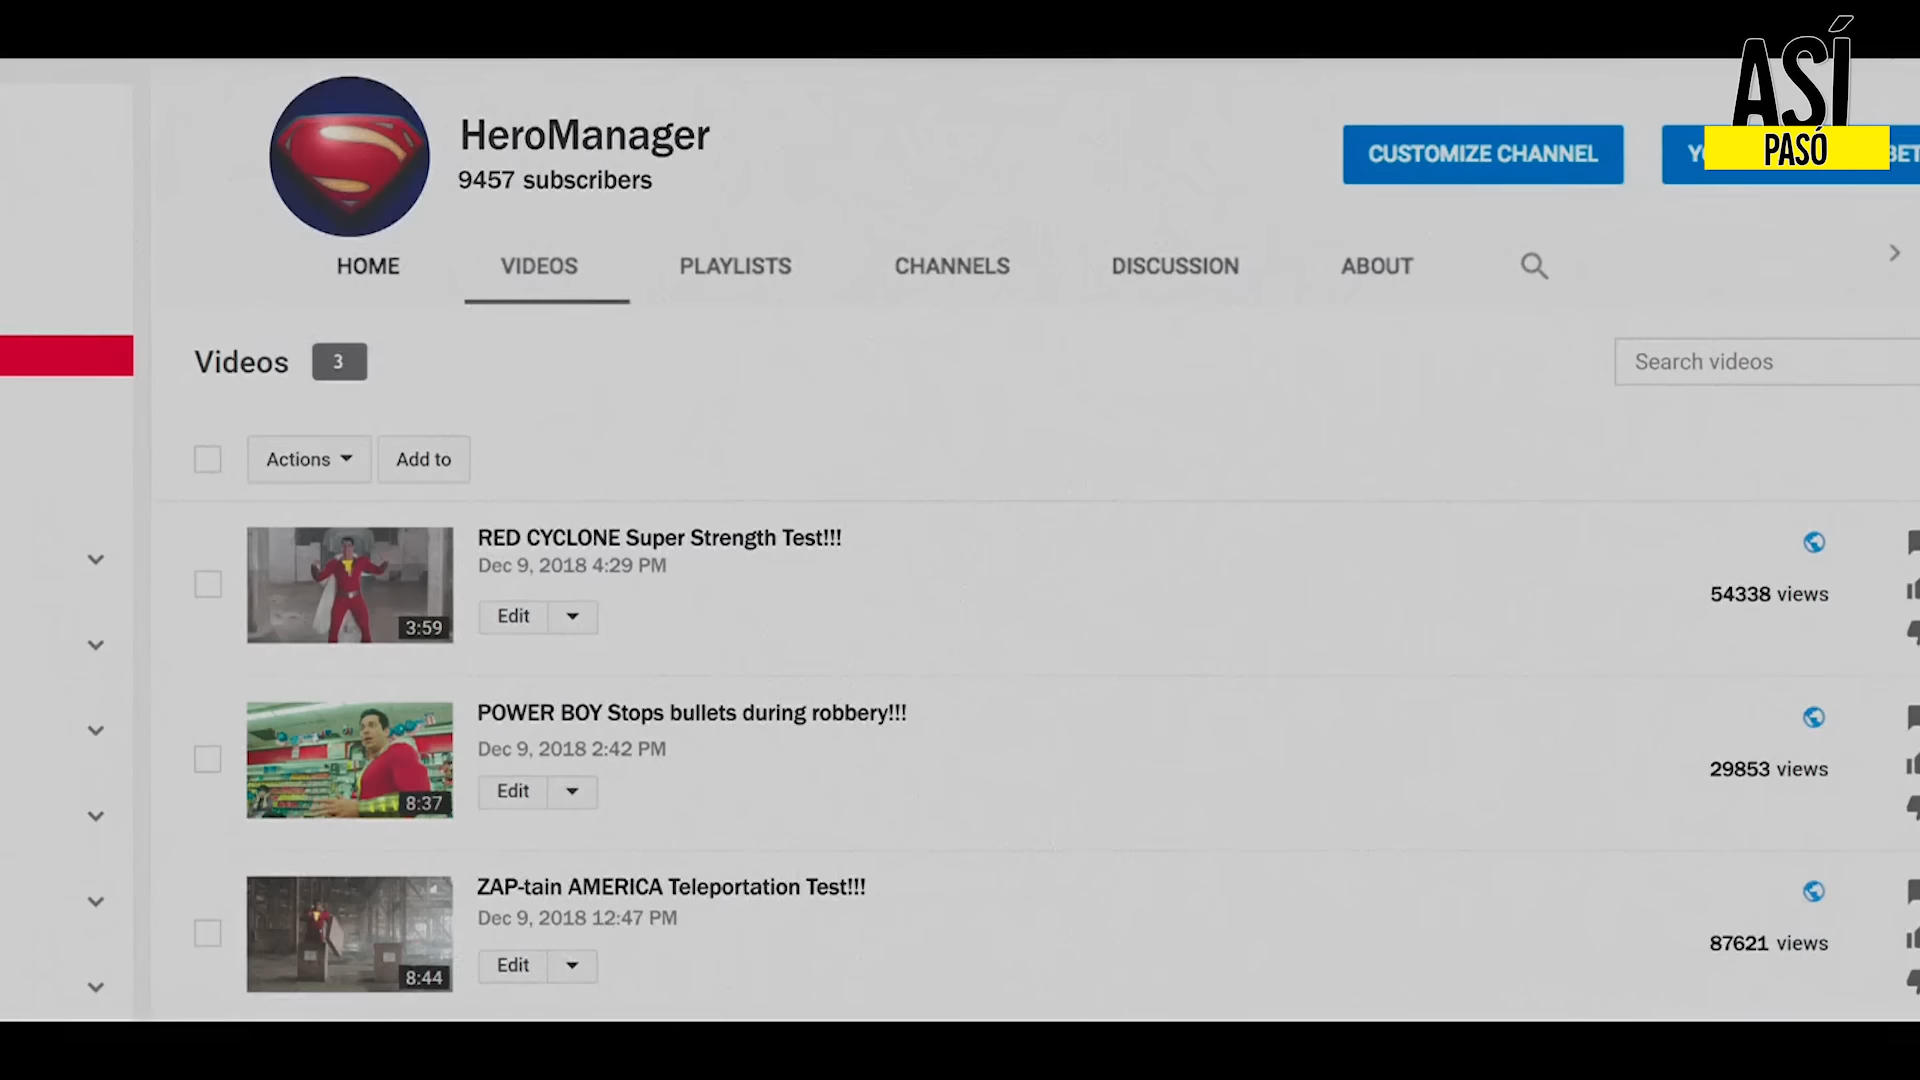 ASÍ
PASÓ
HeroManager
9457 subscribers
CUSTOMIZE CHANNEL
HOME
VIDEOS
PLAYLISTS
CHANNELS
DISCUSSION
ABOUT
Videos
3
Search videos
Actions
Add to
RED CYCLONE Super Strength Test!!!
Dec 9, 2018 4:29 PM
Edit
3:59
54338 views
POWER BOY Stops bullets during robbery!!!
Dec 9, 2018 2:42 PM
Edit
8:37
29853 views
ZAP-tain AMERICA Teleportation Test!!!
Dec 9, 2018 12:47 PM
Edit
8:44
87621 views